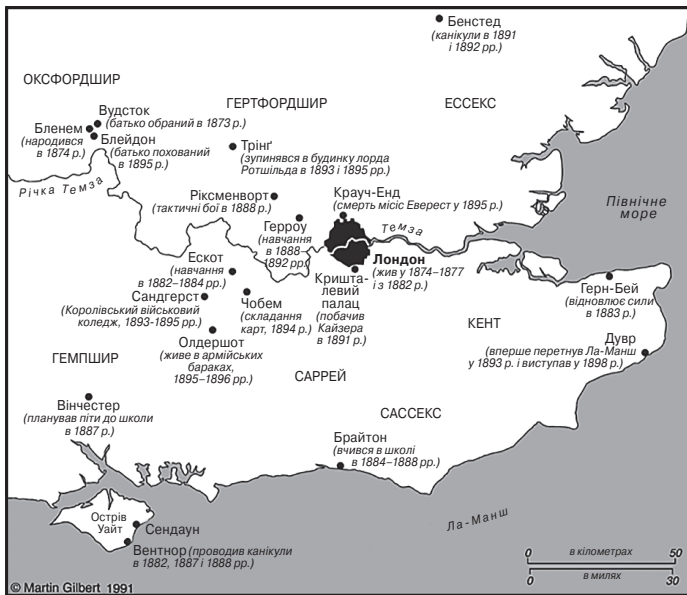 Бенстед
(канікули в 1891
і 1892 рр.)
ОКСФОРДШИР
Вудсток
(батько обраний в 1873 р.)
Бленем
(народився
в 1874 р.)
Блейдон
(батько похований
в 1895 р.)
ГЕРТФОРДШИР
ЕССЕКС
Трінґ
(зупинявся в будинку лорда
Ротшильда в 1893 і 1895 рр.)
Річка Темза
Ріксменворт
(тактичні бої в 1888 р.)
Крауч-Енд
(смерть місіс Еверест у 1895 р.)
Північне
море
Герроу
(навчання
в 1888–
1892 рр.)
Темза
Лондон
(жив у 1874–1877
і з 1882 р.)
Ескот
(навчання
в 1882–1884 рр.)
Сандгерст
(Королівський військовий
коледж, 1893-1895 рр.)
Чобем
(складання
карт, 1894 р.)
Кришта-
левий
палац
(побачив
Кайзера
в 1891 р.)
Герн-Бей
(відновлює сили
в 1883 р.)
КЕНТ
Дувр
(вперше перетнув Ла-Манш
у 1893 р. і виступав у 1898 р.)
Олдершот
(живе в армійських
бараках,
1895–1896 рр.)
ГЕМПШИР
САРРЕЙ
Вінчестер
(планував піти до школи
в 1887 р.)
САССЕКС
Брайтон
(вчився в школі
в 1884–1888 рр.)
Острів
Уайт
Сендаун
Вентнор (проводив канікули
в 1882, 1887 і 1888 рр.)
Ла-Манш
0 в кілометрах 50
0 в милях 30
© Martin Gilbert 1991